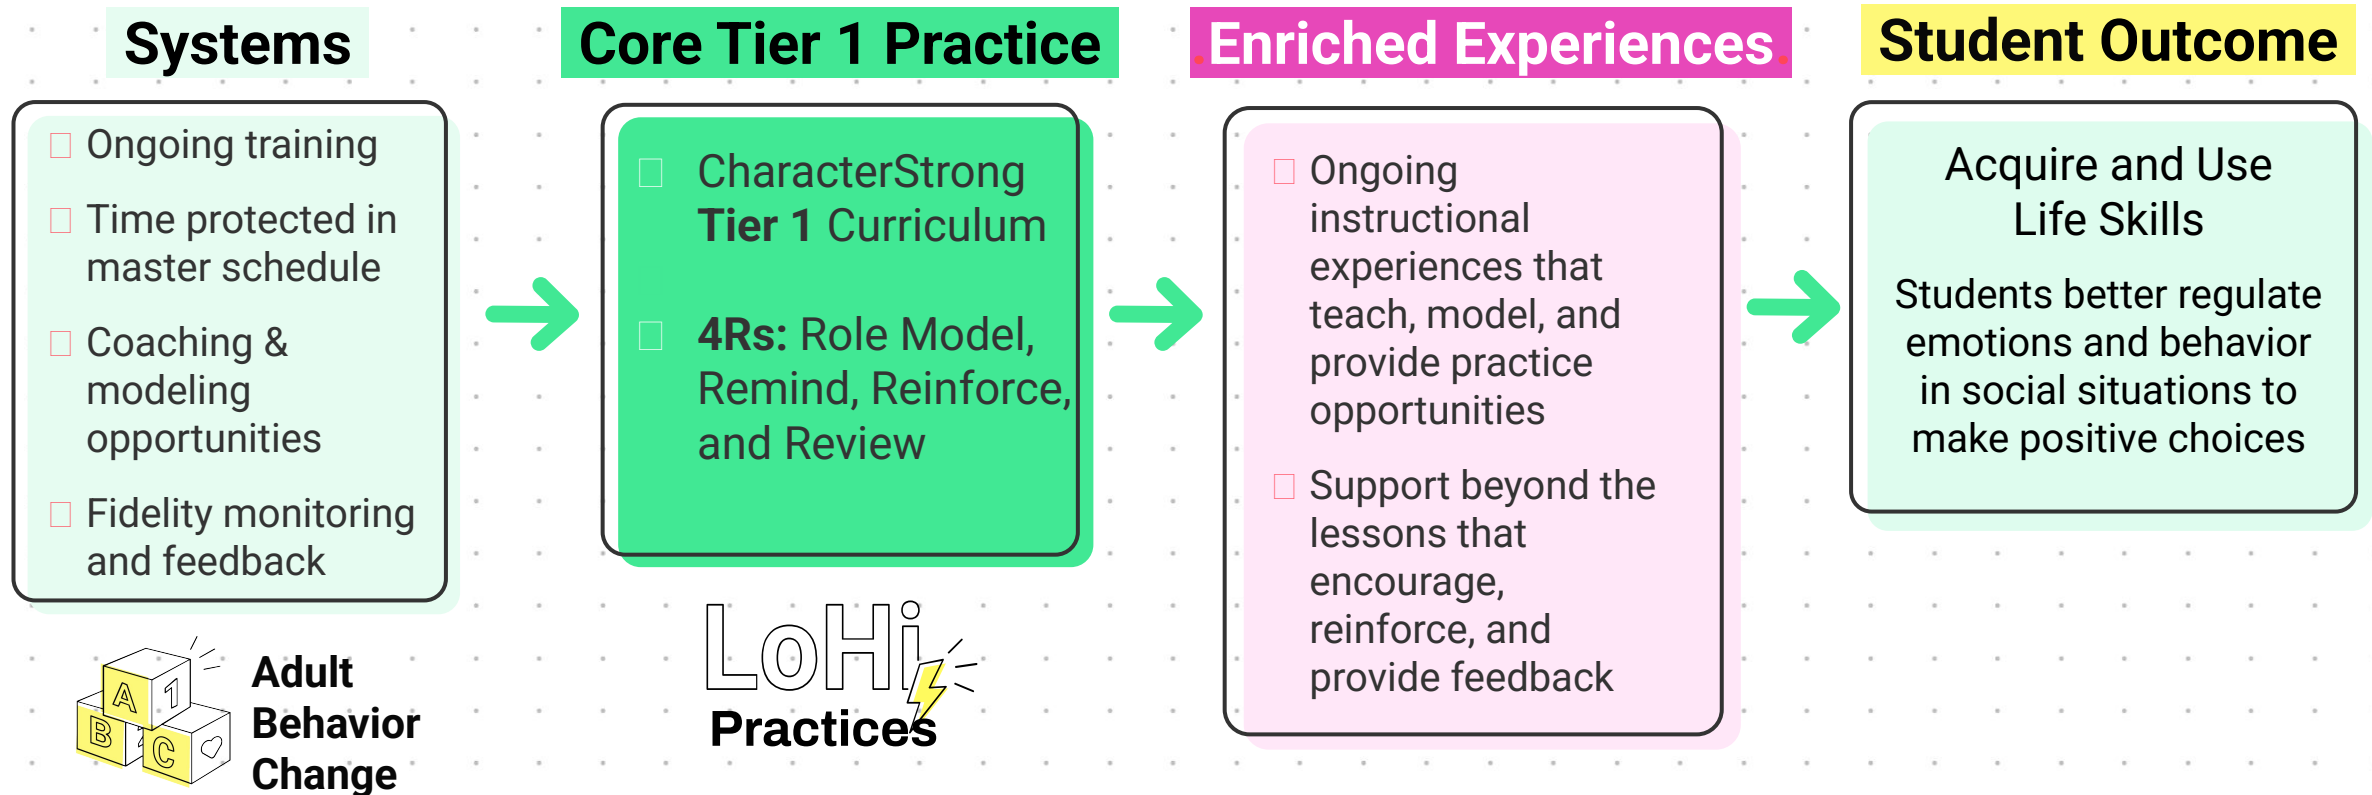 Systems
Ongoing training
Time protected in
master schedule
Coaching &
modeling
opportunities
Fidelity monitoring
and feedback
A 1
B C
Adult
Behavior
Change
Core Tier 1 Practice
CharacterStrong
Tier 1 Curriculum
4Rs: Role Model,
Remind, Reinforce,
and Review
LoHi
Practices
.Enriched Experiences.
Ongoing
instructional
experiences that
teach, model, and
provide practice
opportunities
Support beyond the
lessons that
encourage,
reinforce, and
provide feedback
Student Outcome
Acquire and Use
Life Skills
Students better regulate
emotions and behavior
in social situations to
make positive choices